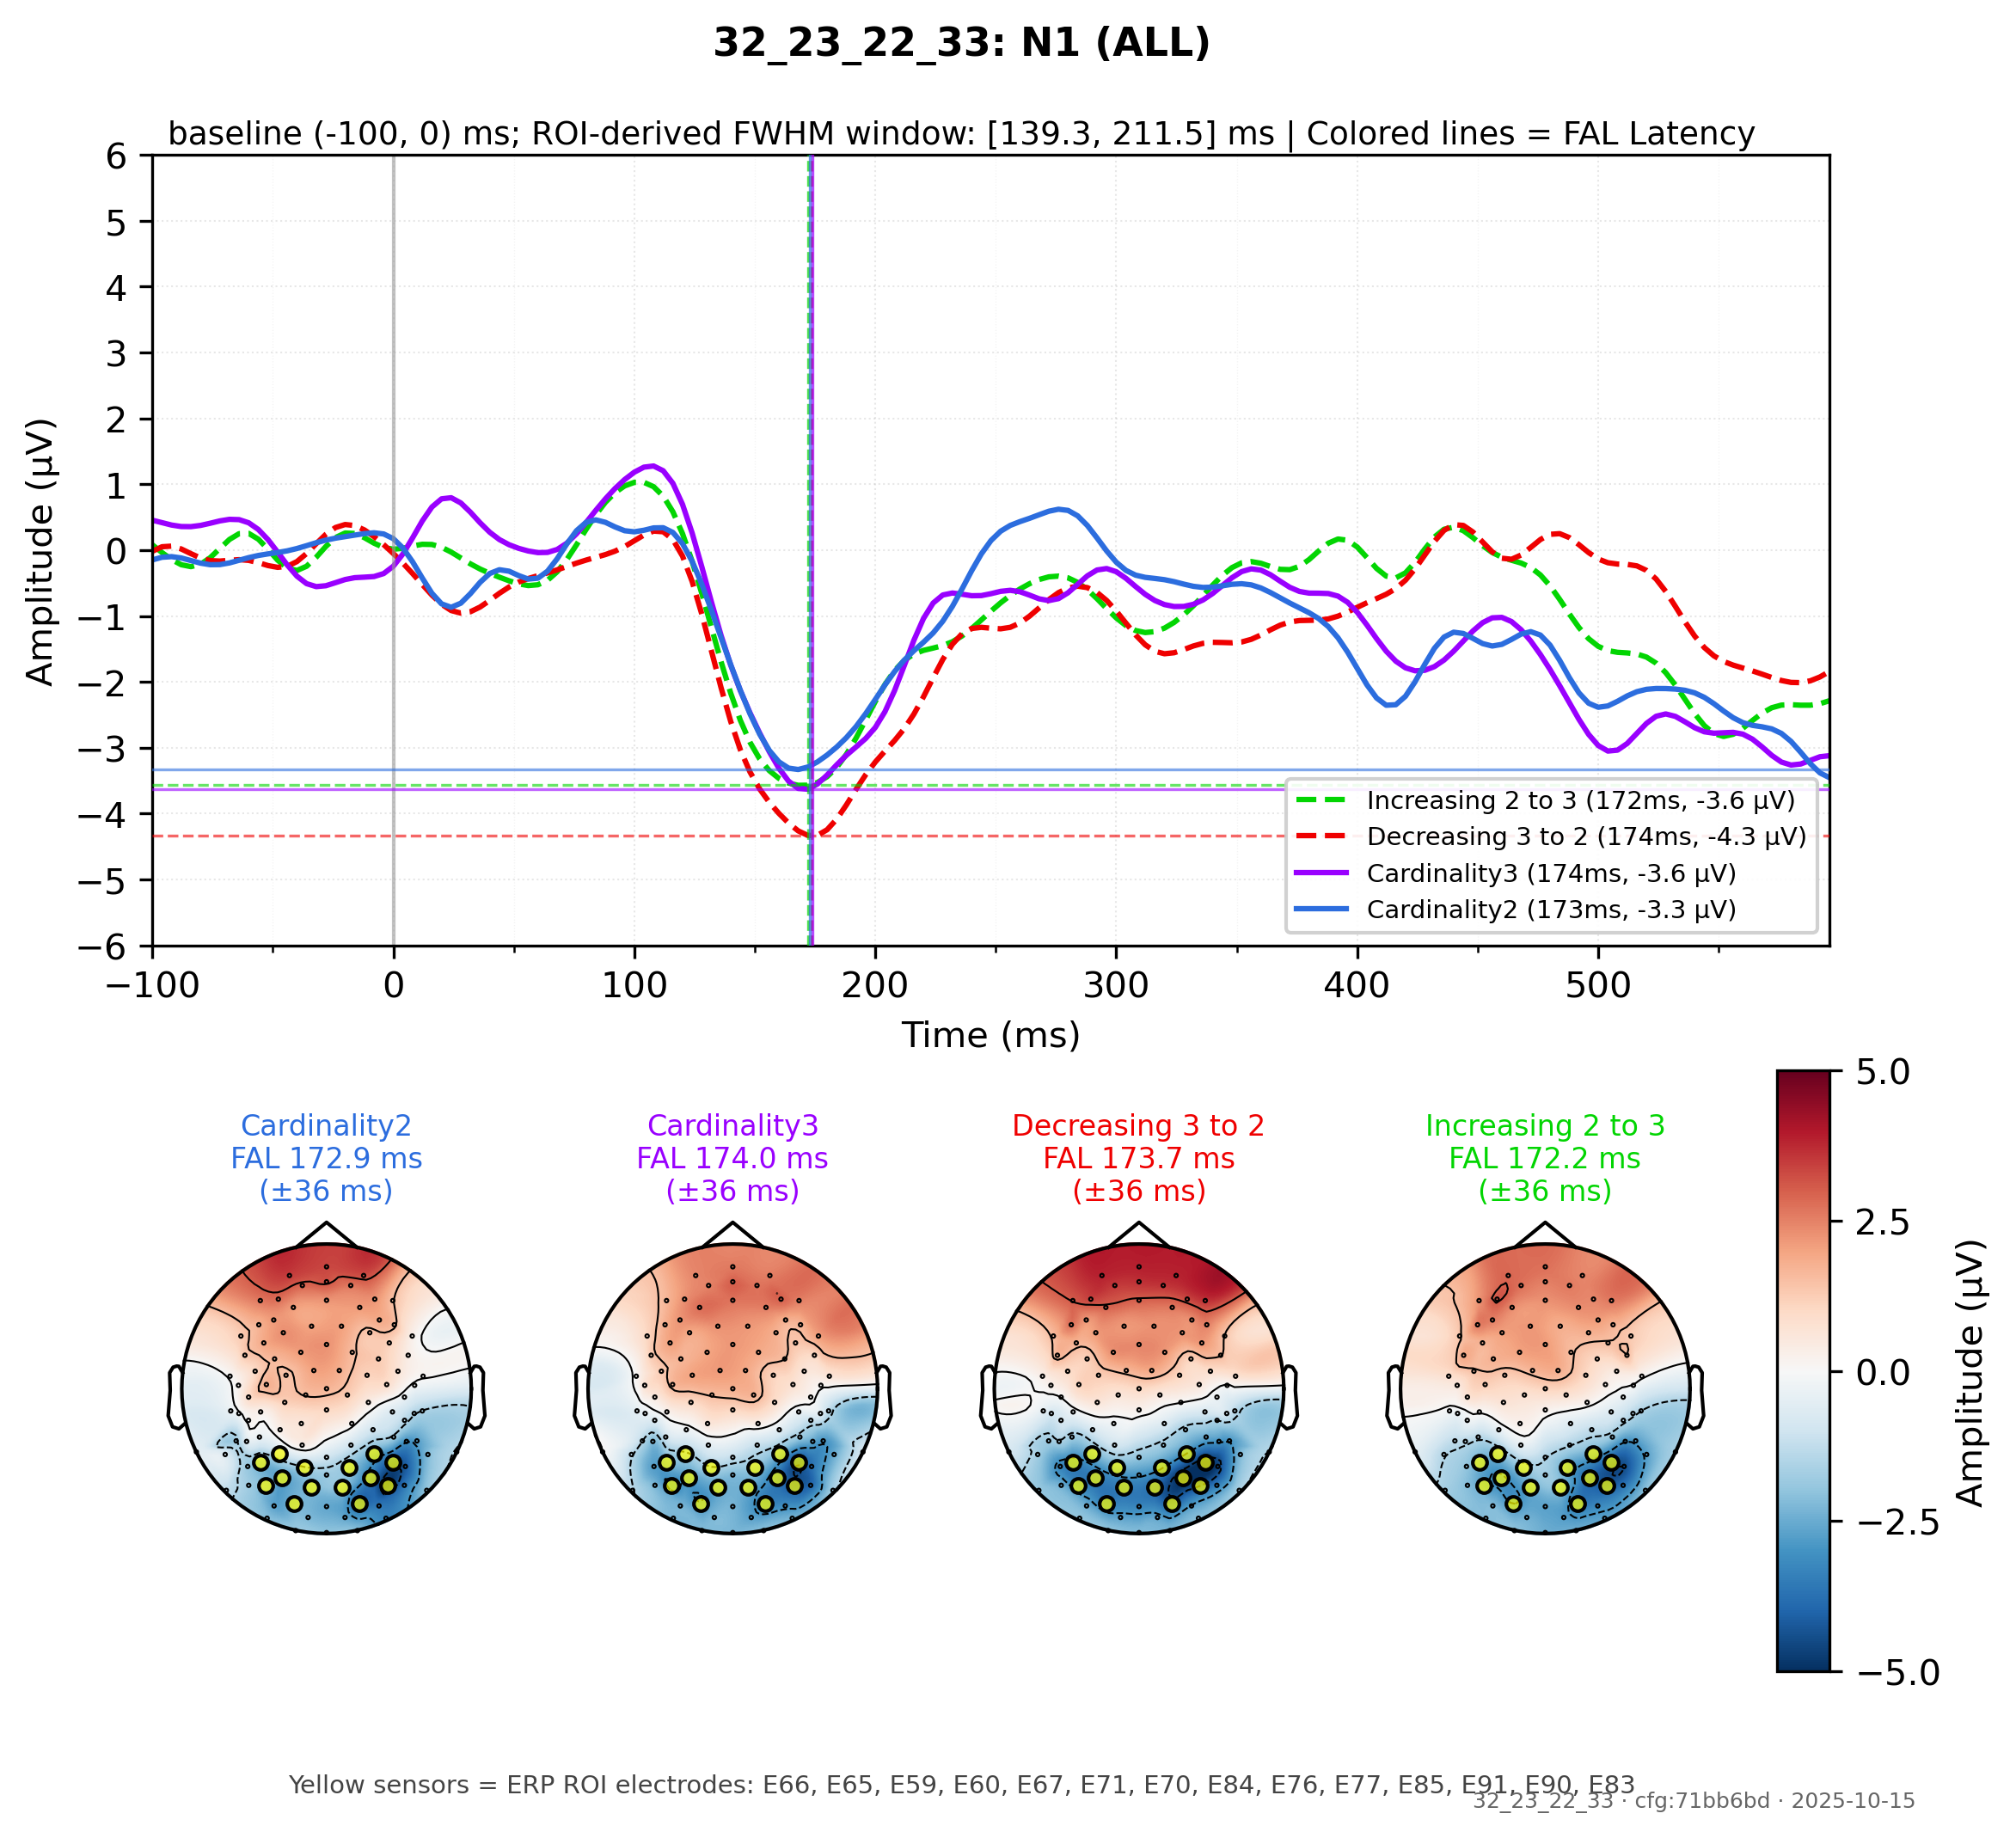 32_23_22_33: N1 (ALL)
baseline (-100, 0) ms; ROI-derived FWHM window: [139.3, 211.5] ms | Colored lines = FAL Latency
6
5
4
3
2
1
0
−1
−2
−3
−4
−5
−6
Amplitude (µV)
−100
0
100
200
300
400
500
Time (ms)
Increasing 2 to 3 (172ms, -3.6 µV)
Decreasing 3 to 2 (174ms, -4.3 µV)
Cardinality3 (174ms, -3.6 µV)
Cardinality2 (173ms, -3.3 µV)
Cardinality2
FAL 172.9 ms
(±36 ms)
Cardinality3
FAL 174.0 ms
(±36 ms)
Decreasing 3 to 2
FAL 173.7 ms
(±36 ms)
Increasing 2 to 3
FAL 172.2 ms
(±36 ms)
5.0
2.5
0.0
−2.5
−5.0
Amplitude (µV)
Yellow sensors = ERP ROI electrodes: E66, E65, E59, E60, E67, E71, E70, E84, E76, E77, E85, E91, E90, E83
32_23_22_33 · cfg:71bb6bd · 2025-10-15